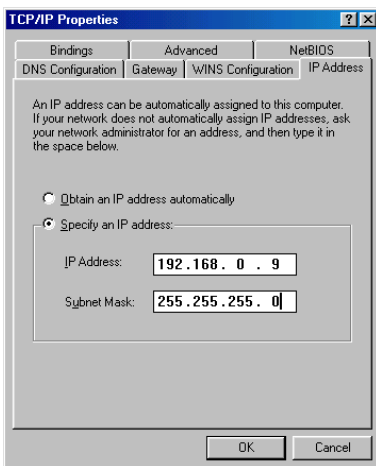 TCP/IP Properties
Bindings Advanced NetBIOS
DNS Configuration Gateway WINS Configuration IP Address
An IP address can be automatically assigned to this computer.
If your network does not automatically assign IP addresses, ask
your network administrator for an address, and then type it in
the space below.
Obtain an IP address automatically
Specify an IP address:
IP Address: 192.168. 0 . 9
Subnet Mask: 255.255.255. 0
OK Cancel